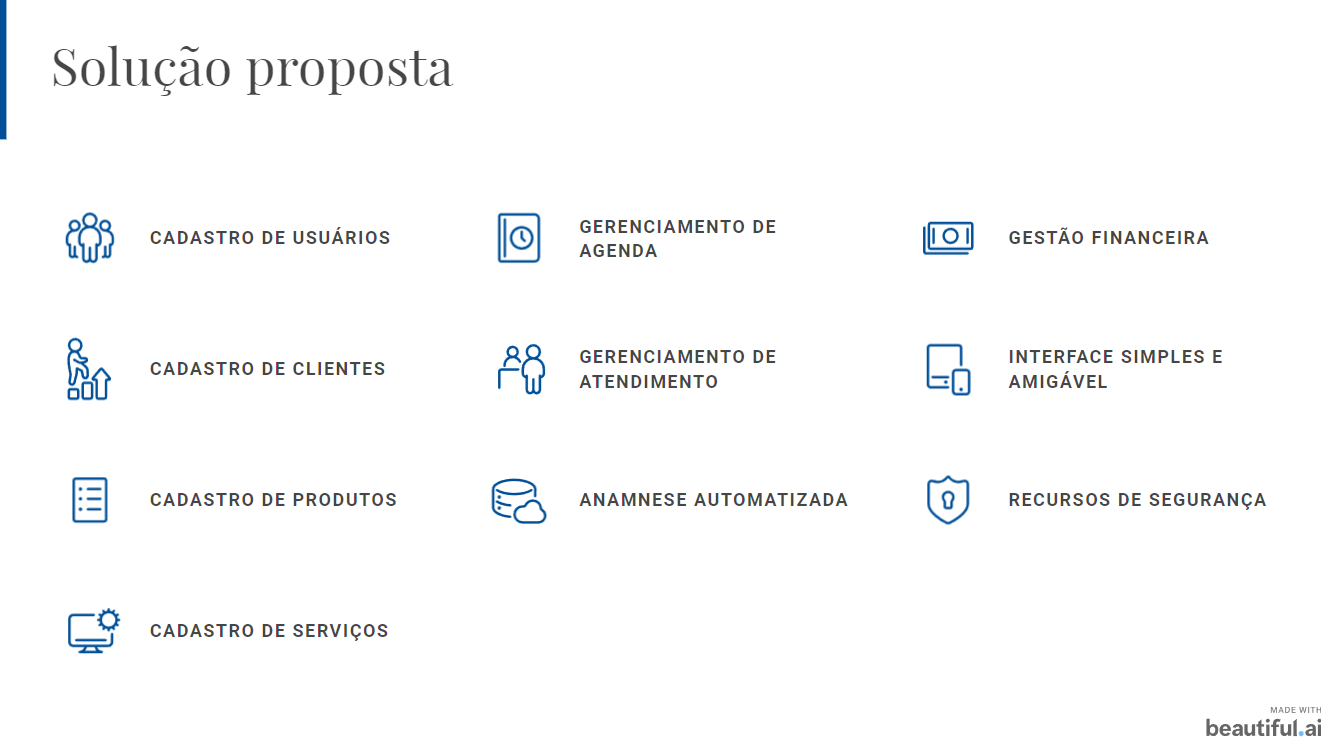 Solução proposta
CADASTRO DE USUÁRIOS
GERENCIAMENTO DE
AGENDA
GESTÃO FINANCEIRA
CADASTRO DE CLIENTES
GERENCIAMENTO DE
ATENDIMENTO
INTERFACE SIMPLES E
AMIGÁVEL
CADASTRO DE PRODUTOS
ANAMNESE AUTOMATIZADA
RECURSOS DE SEGURANÇA
CADASTRO DE SERVIÇOS
MADE WITH
beautiful.ai